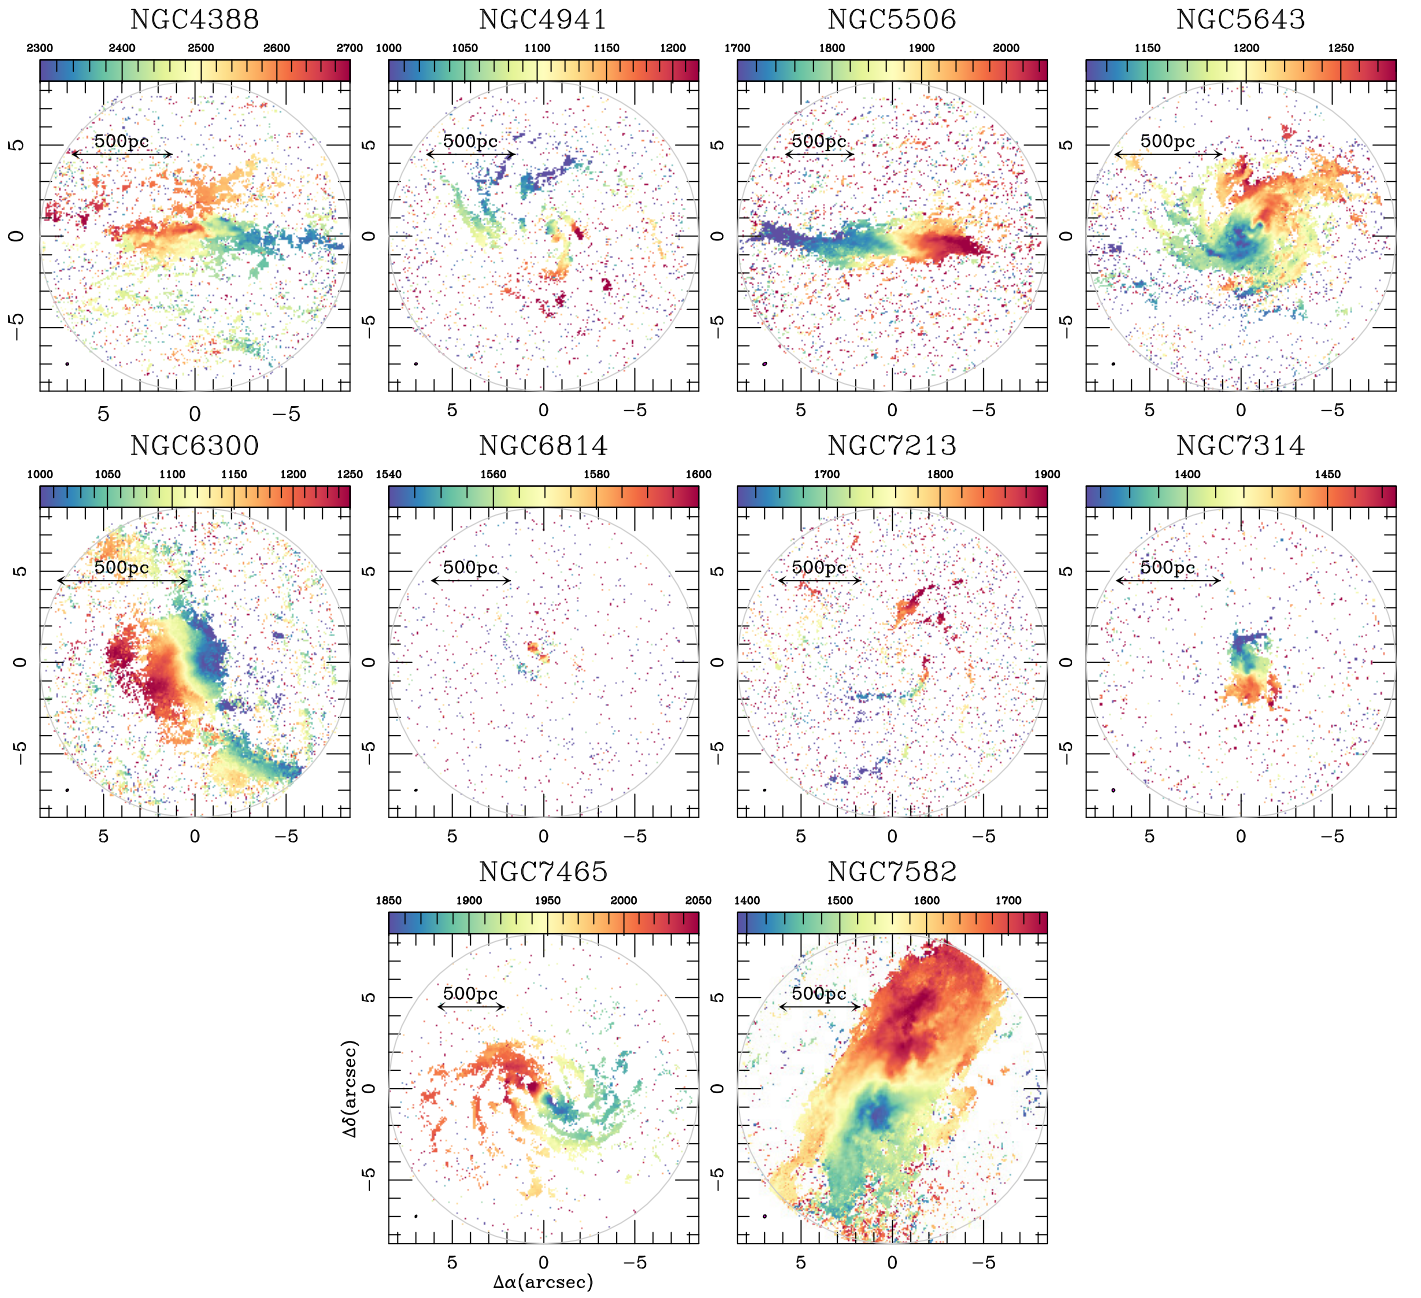 NGC4388 NGC4941 NGC5506 NGC5643
2300 2400 2500 2600 2700 1000 1050 1100 1150 1200 1700 1800 1900 2000 1150 1200 1250
500pc 500pc 500pc 500pc
5 5 5 5
0 0 0 0
−5 −5 −5 −5
5 0 −5 5 0 −5 5 0 −5 5 0 −5
NGC6300 NGC6814 NGC7213 NGC7314
1000 1050 1100 1150 1200 1250 1540 1560 1580 1600 1700 1800 1900 1400 1450
500pc 500pc 500pc 500pc
5 5 5 5
0 0 0 0
−5 −5 −5 −5
5 0 −5 5 0 −5 5 0 −5 5 0 −5
NGC7465 NGC7582
1850 1900 1950 2000 2050 1400 1500 1600 1700
500pc 500pc
5 5
0 0
−5 −5
Δδ(arcsec)
5 0 −5 5 0 −5
Δα(arcsec)